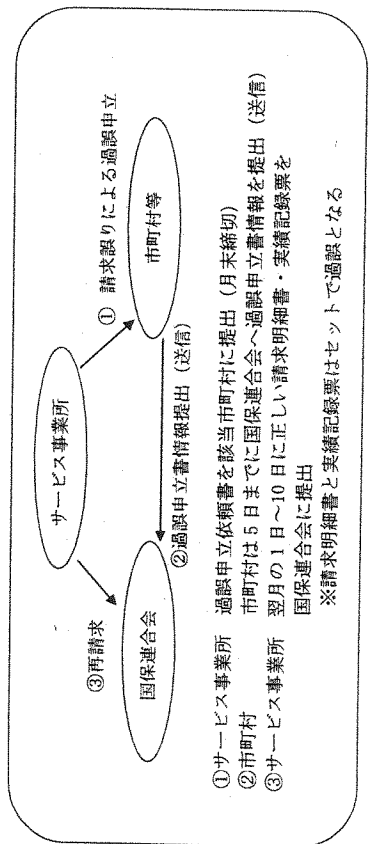 サービス事業所
① 請求誤りによる過誤申立
③再請求
市町村等
国保連合会
②過誤申立書情報提出（送信）
①サービス事業所 過誤申立依頼書を該当市町村に提出（月末締切）
②市町村 市町村は5日までに国保連合会へ過誤申立書情報を提出（送信）
③サービス事業所 翌月の1日～10日に正しい請求明細書・実績記録票を
国保連合会に提出
※請求明細書と実績記録票はセットで過誤となる